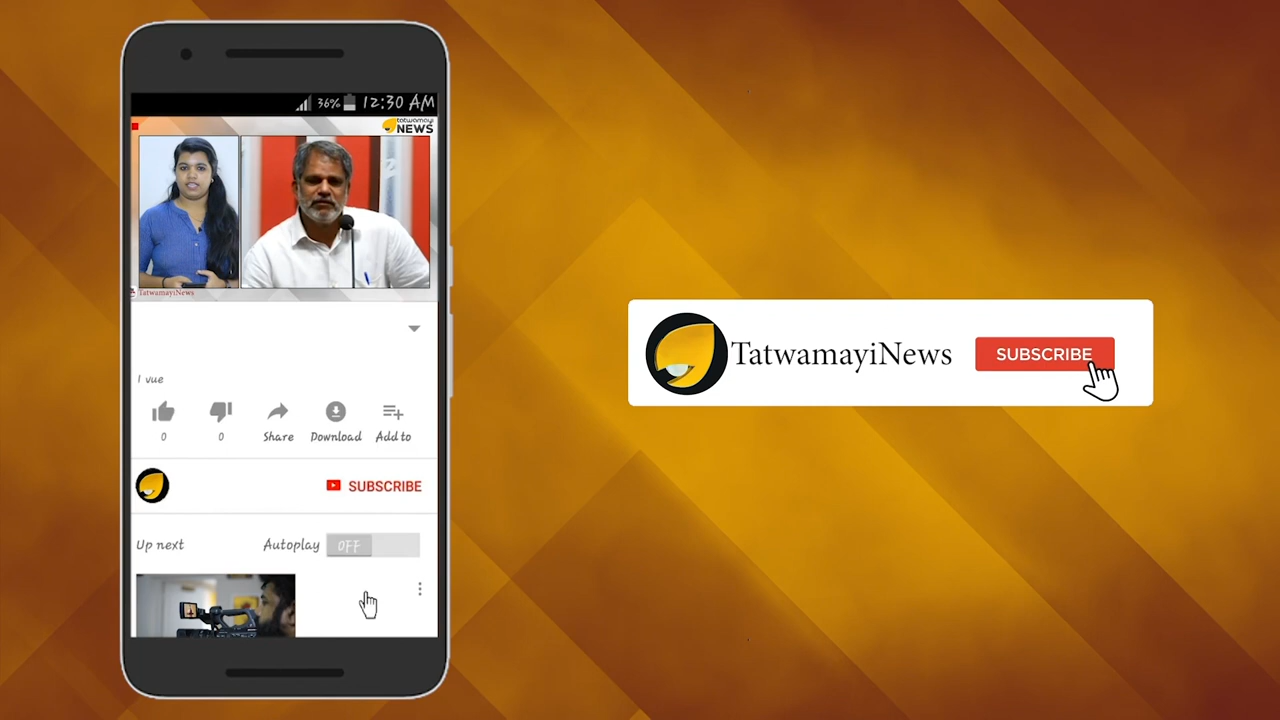 36% 12:30 AM
tatwamayi
NEWS
TatwamayiNews
1 vue
0 0 Share Download Add to
SUBSCRIBE
Up next Autoplay OFF
TatwamayiNews SUBSCRIBE